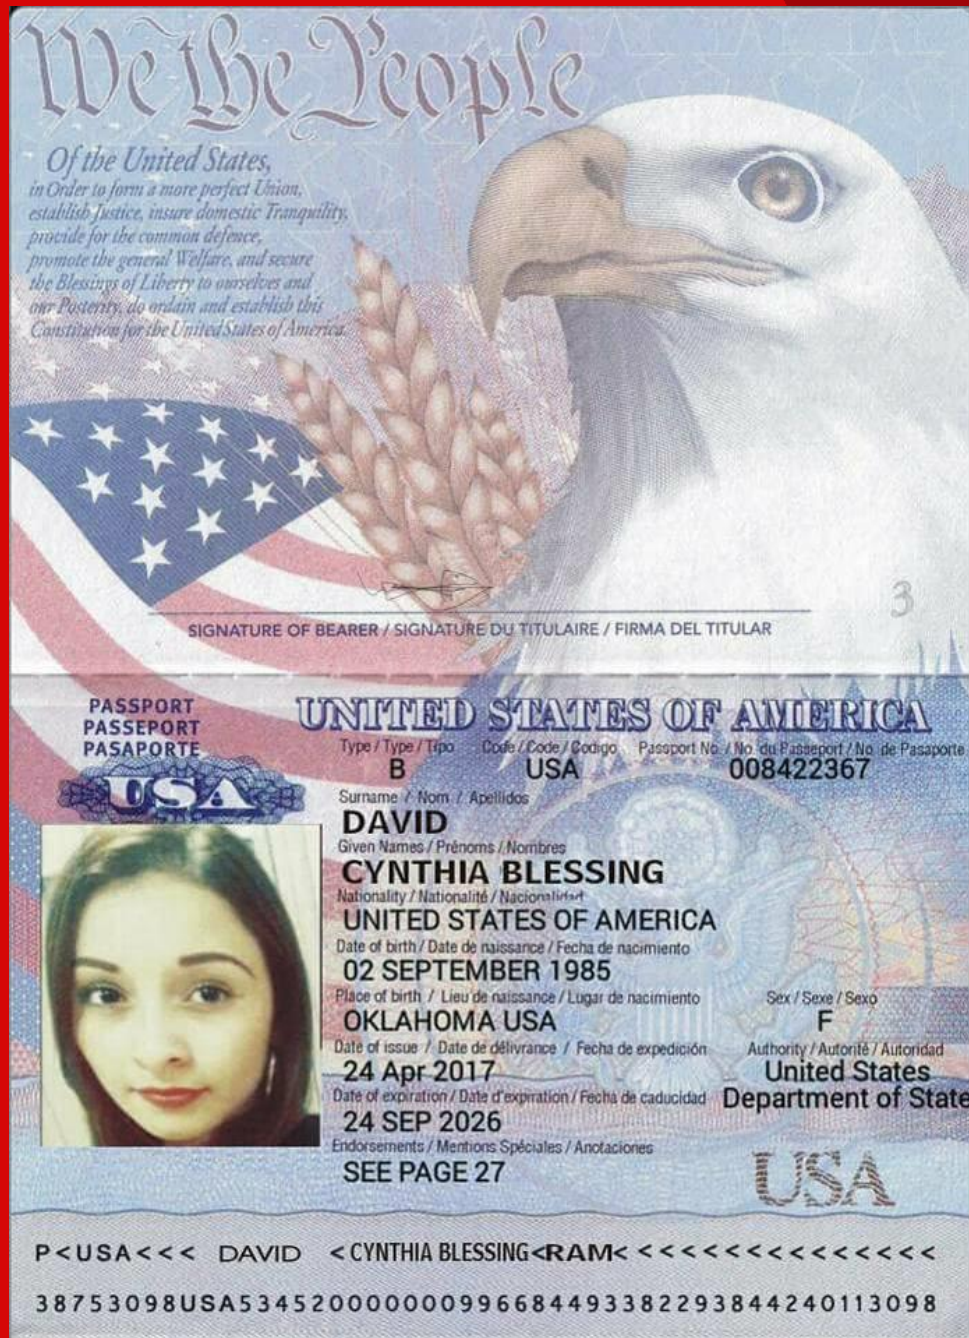 We the People
Of the United States,
in Order to form a more perfect Union,
establish Justice, insure domestic Tranquility,
provide for the common defence,
promote the general Welfare, and secure
the Blessings of Liberty to ourselves and
our Posterity, do ordain and establish this
Constitution for the United States of America.
3
SIGNATURE OF BEARER / SIGNATURE DU TITULAIRE / FIRMA DEL TITULAR
PASSPORT
PASSEPORT
PASAPORTE
USA
UNITED STATES OF AMERICA
Type / Type / Tipo Code / Code / Codigo Passport No. / No. du Passeport / No. de Pasaporte
B USA 008422367
Surname / Nom / Apellidos
DAVID
Given Names / Prénoms / Nombres
CYNTHIA BLESSING
Nationality / Nationalité / Nacionalidad
UNITED STATES OF AMERICA
Date of birth / Date de naissance / Fecha de nacimiento
02 SEPTEMBER 1985
Place of birth / Lieu de naissance / Lugar de nacimiento Sex / Sexe / Sexo
OKLAHOMA USA F
Date of issue / Date de délivrance / Fecha de expedición Authority / Autorité / Autoridad
24 Apr 2017 United States
Date of expiration / Date d'expiration / Fecha de caducidad Department of State
24 SEP 2026
Endorsements / Mentions Spéciales / Anotaciones
SEE PAGE 27
USA
P<USA<<< DAVID <CYNTHIA BLESSING<RAM< < < < < < < < < < < < < <
38753098USA534520000000996684493382293844240113098